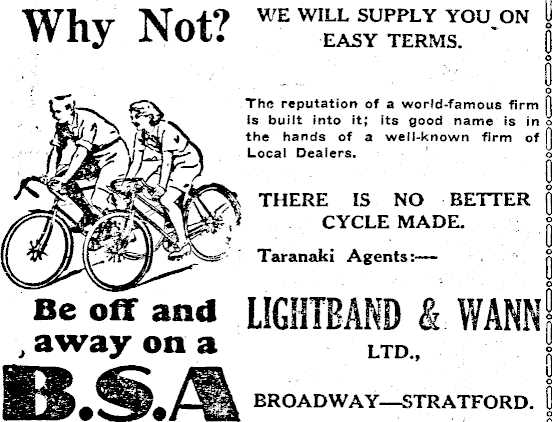 Why Not?
Be off and
away on a
B.S.A
WE WILL SUPPLY YOU ON
EASY TERMS.
The reputation of a world-famous firm
is built into it; its good name is in
the hands of a well-known firm of
Local Dealers.
THERE IS NO BETTER
CYCLE MADE.
Taranaki Agents:—
LIGHTBAND & WANN
LTD.,
BROADWAY—STRATFORD.